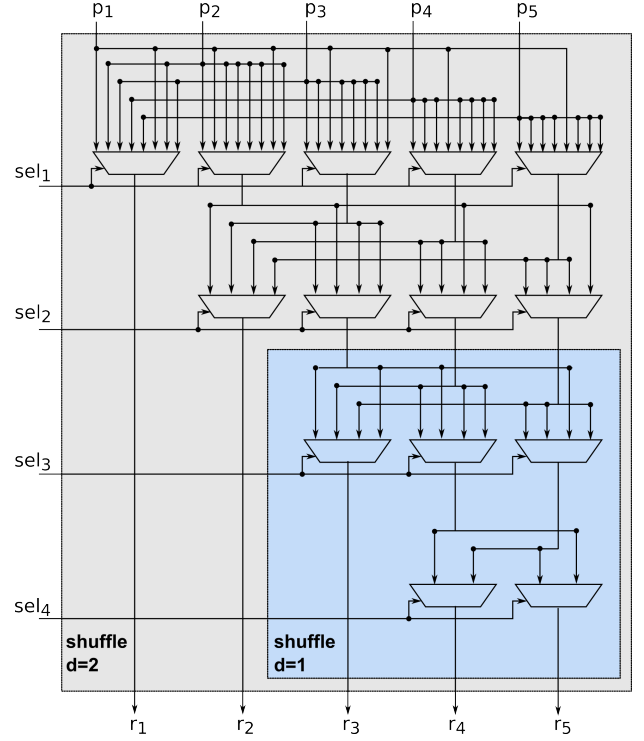 p₁ p₂ p₃ p₄ p₅
sel₁
sel₂
sel₃
sel₄
shuffle
d=2
shuffle
d=1
r₁ r₂ r₃ r₄ r₅